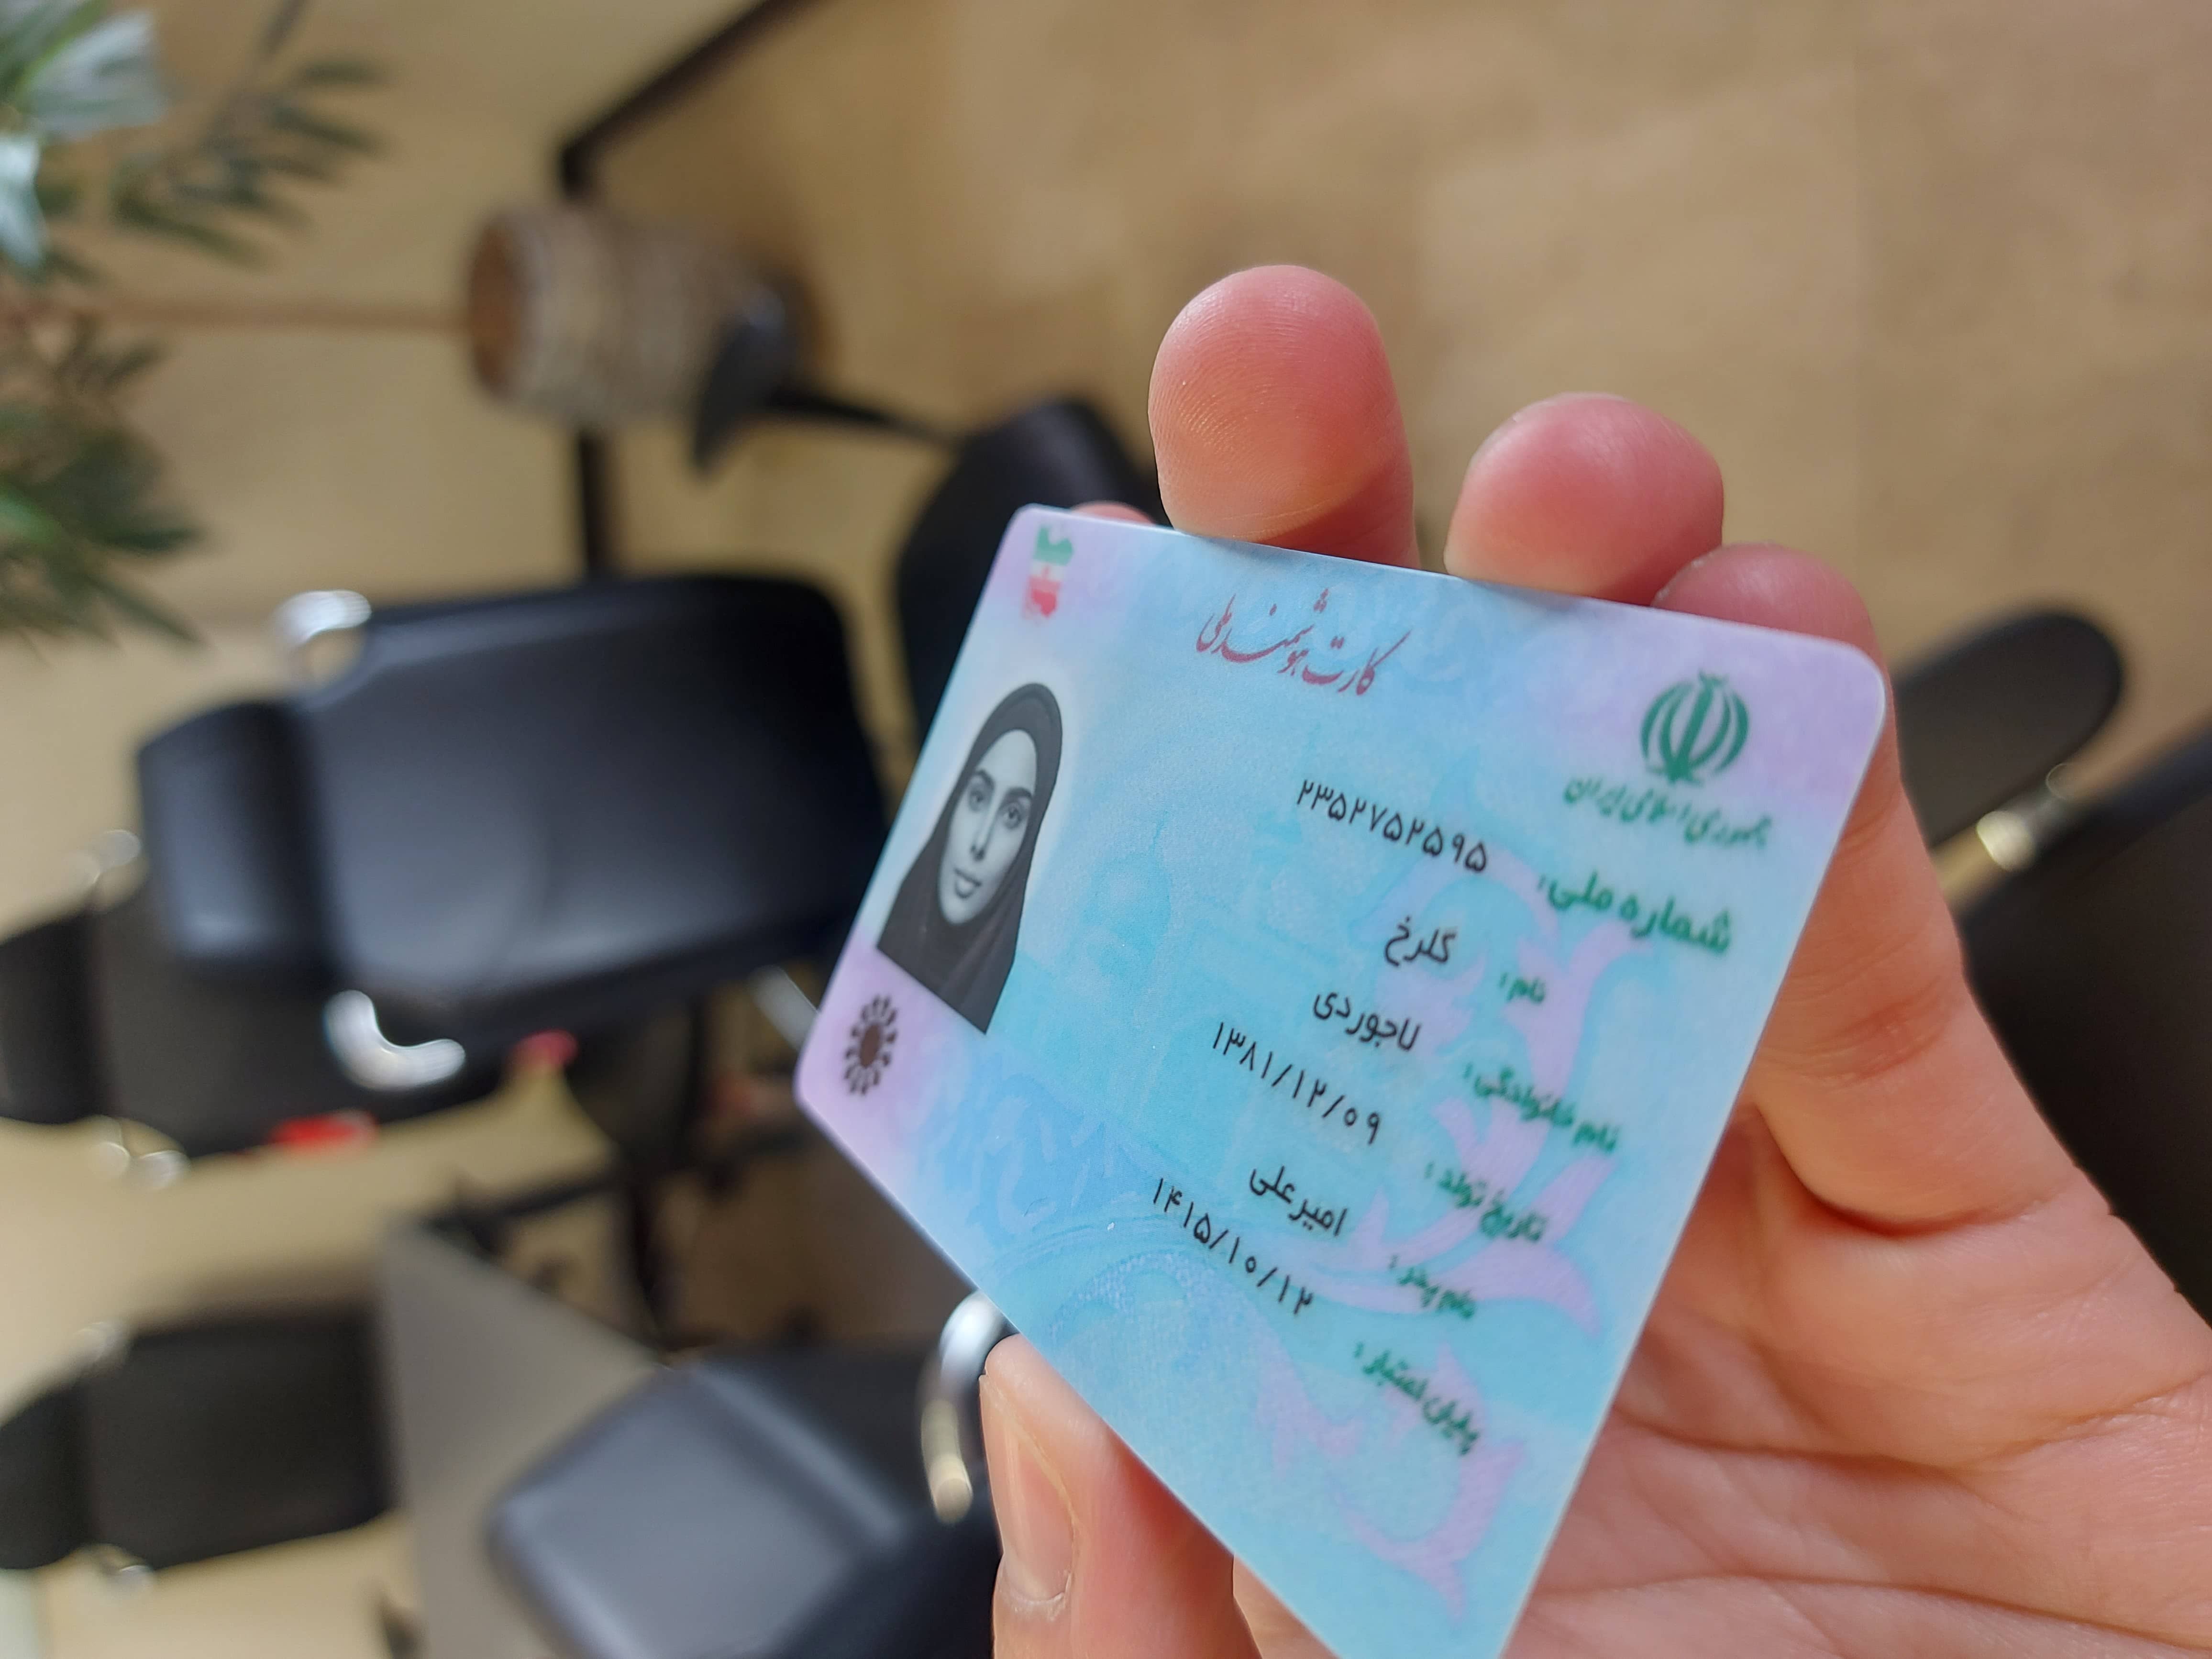 کارت هوشمند ملی
جمهوری اسلامی ایران
شماره ملی: ۲۳۵۲۷۵۲۵۹۵
نام: گلرخ
نام خانوادگی: لاجوردی
تاریخ تولد: ۱۳۸۱/۱۲/۰۹
نام پدر: امیرعلی
پایان اعتبار: ۱۴۱۵/۱۰/۱۲